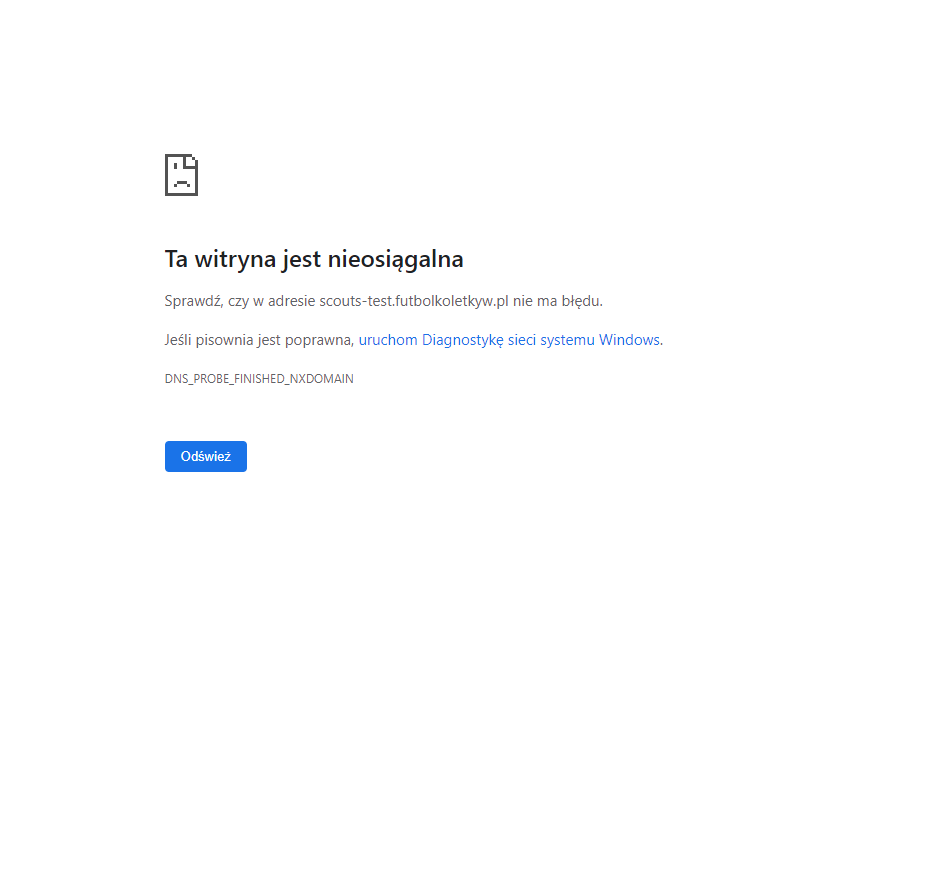 Ta witryna jest nieosiągalna
Sprawdź, czy w adresie scouts-test.futbolkoletkyw.pl nie ma błędu.
Jeśli pisownia jest poprawna, uruchom Diagnostykę sieci systemu Windows.
DNS_PROBE_FINISHED_NXDOMAIN
Odśwież